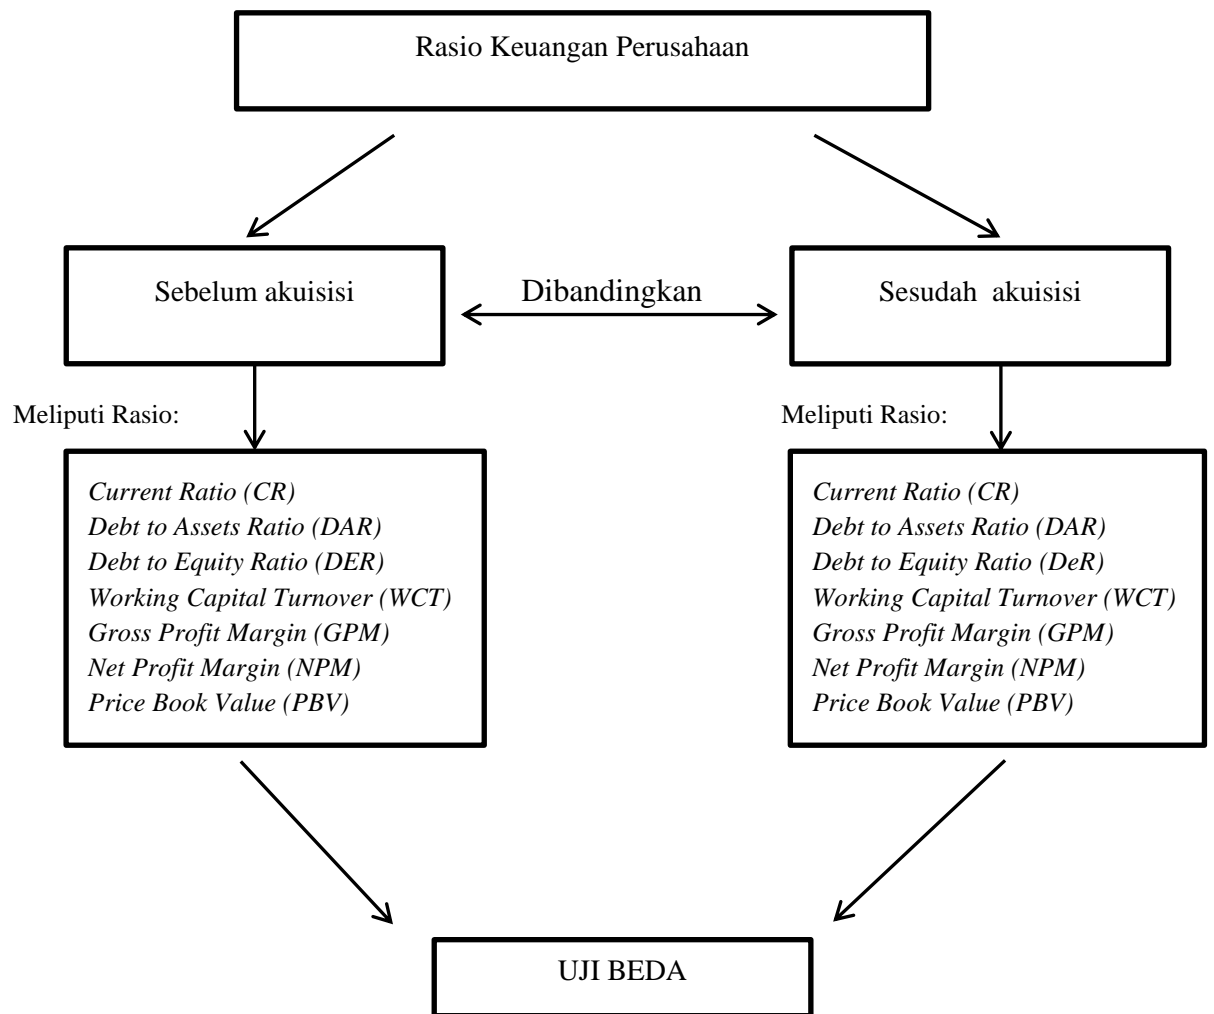 Rasio Keuangan Perusahaan
Sebelum akuisisi
Dibandingkan
Sesudah akuisisi
Meliputi Rasio:
Meliputi Rasio:
Current Ratio (CR)
Debt to Assets Ratio (DAR)
Debt to Equity Ratio (DER)
Working Capital Turnover (WCT)
Gross Profit Margin (GPM)
Net Profit Margin (NPM)
Price Book Value (PBV)
Current Ratio (CR)
Debt to Assets Ratio (DAR)
Debt to Equity Ratio (DeR)
Working Capital Turnover (WCT)
Gross Profit Margin (GPM)
Net Profit Margin (NPM)
Price Book Value (PBV)
UJI BEDA